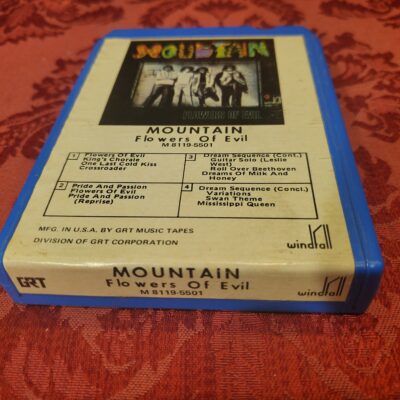 MOUNTAIN
FLOWERS OF EVIL
MOUNTAIN
Flowers Of Evil
M 8119-5501
1 Flowers Of Evil
King's Chorale
One Last Cold Kiss
Crossroader
2 Pride And Passion
Flowers Of Evil
Pride And Passion
(Reprise)
3 Dream Sequence (Cont.)
Guitar Solo (Leslie
West)
Roll Over Beethoven
Dreams Of Milk And
Honey
4 Dream Sequence (Concl.)
Variations
Swan Theme
Mississippi Queen
MFG. IN U.S.A. BY GRT MUSIC TAPES
DIVISION OF GRT CORPORATION
windfall
GRT
MOUNTAIN
Flowers Of Evil
M 8119-5501
windfall